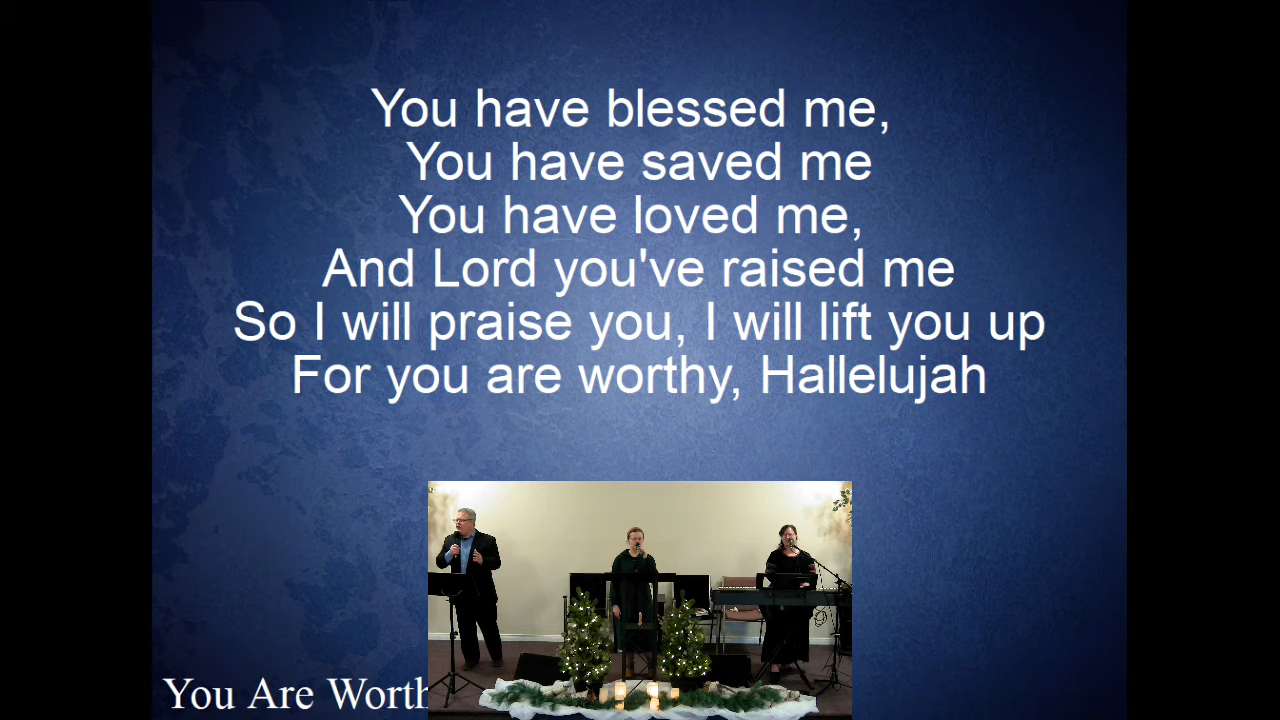 You have blessed me,
You have saved me
You have loved me,
And Lord you've raised me
So I will praise you, I will lift you up
For you are worthy, Hallelujah
You Are Worth